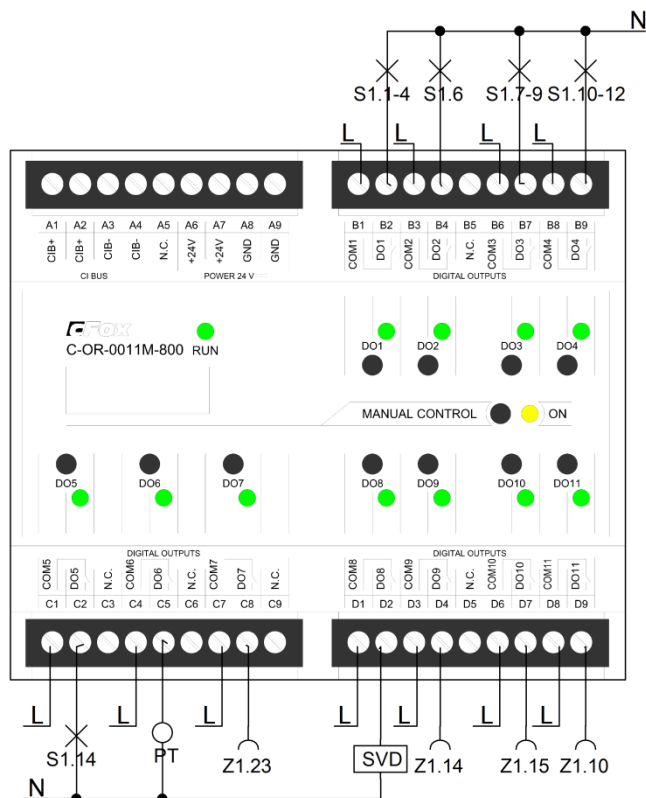 N
S1.1-4 S1.6 S1.7-9 S1.10-12
L L L L
A1 A2 A3 A4 A5 A6 A7 A8 A9
CIB+ CIB+ CIB- CIB- N.C. +24V +24V GND GND
CI BUS POWER 24 V
B1 B2 B3 B4 B5 B6 B7 B8 B9
COM1 DO1 COM2 DO2 N.C. COM3 DO3 COM4 DO4
DIGITAL OUTPUTS
CFox
C-OR-0011M-800 RUN
DO1 DO2 DO3 DO4
MANUAL CONTROL ON
DO5 DO6 DO7 DO8 DO9 DO10 DO11
DIGITAL OUTPUTS
COM5 DO5 N.C. COM6 DO6 N.C. COM7 DO7 N.C.
C1 C2 C3 C4 C5 C6 C7 C8 C9
DIGITAL OUTPUTS
COM8 DO8 COM9 DO9 N.C. COM10 DO10 COM11 DO11
D1 D2 D3 D4 D5 D6 D7 D8 D9
L L L L L L L
S1.14 PT Z1.23 SVD Z1.14 Z1.15 Z1.10
N